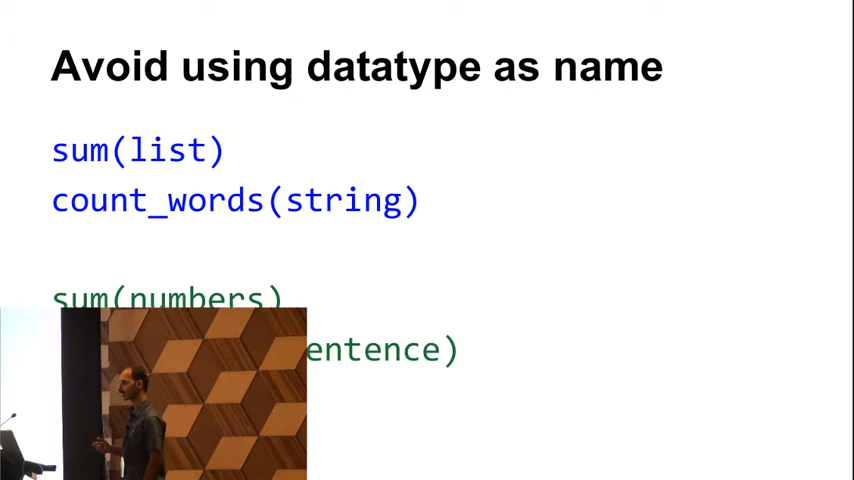 Avoid using datatype as name
sum(list)
count_words(string)
sum(numbers)
entence)